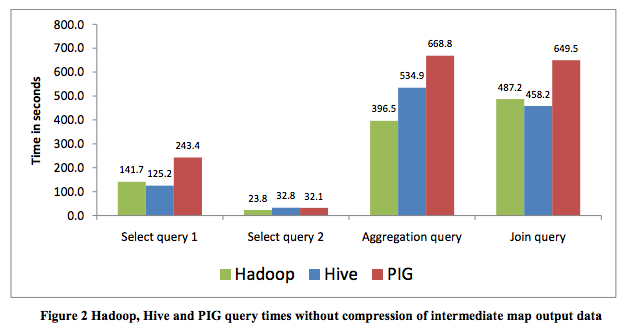 800.0
700.0
600.0
500.0
400.0
300.0
200.0
100.0
0.0
Time in seconds
141.7 125.2 243.4
23.8 32.8 32.1
396.5 534.9 668.8
487.2 458.2 649.5
Select query 1 Select query 2 Aggregation query Join query
Hadoop Hive PIG
Figure 2 Hadoop, Hive and PIG query times without compression of intermediate map output data